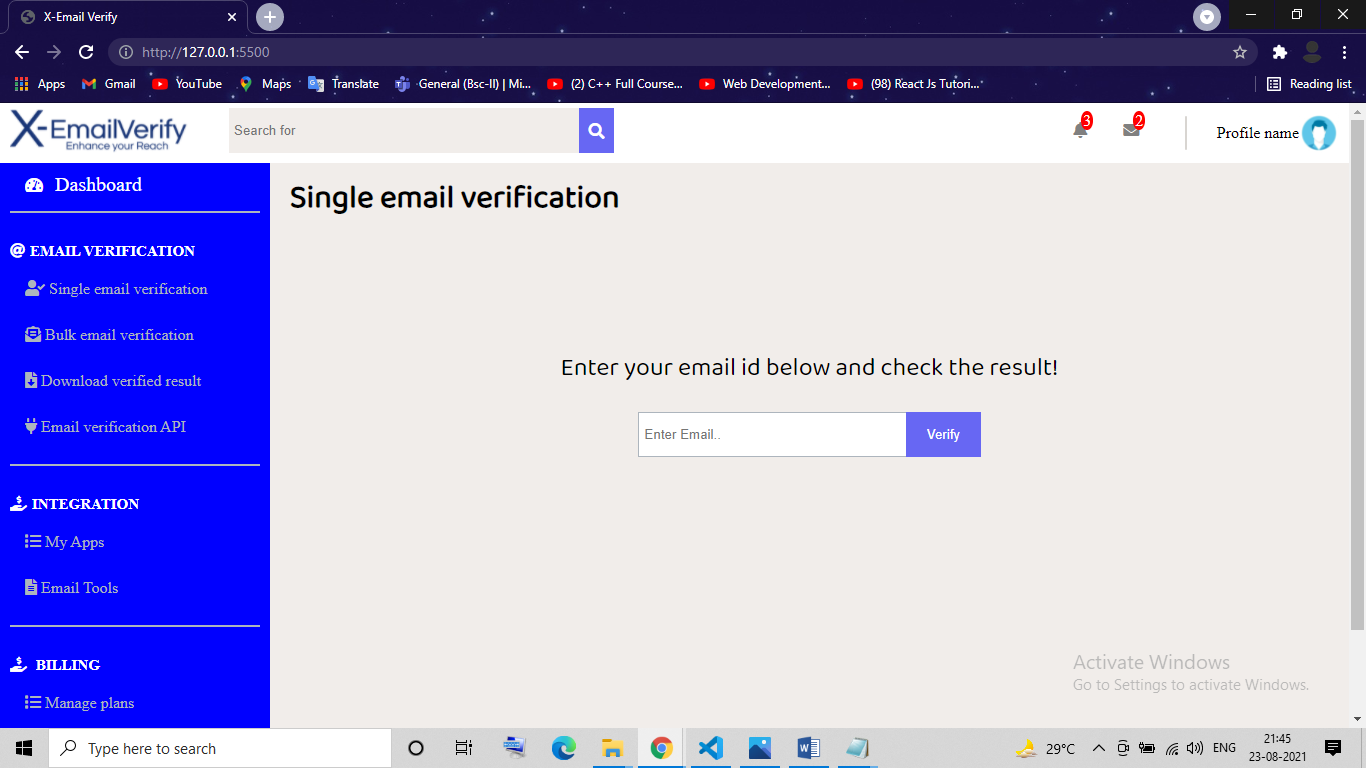 X-Email Verify
http://127.0.0.1:5500
Apps Gmail YouTube Maps Translate General (Bsc-II) | Mi... (2) C++ Full Course... Web Development... (98) React Js Tutori... Reading list
X-EmailVerify
Enhance your Reach
Search for
3
2
Profile name
Dashboard
EMAIL VERIFICATION
Single email verification
Bulk email verification
Download verified result
Email verification API
INTEGRATION
My Apps
Email Tools
BILLING
Manage plans
Single email verification
Enter your email id below and check the result!
Enter Email.. Verify
Activate Windows
Go to Settings to activate Windows.
Type here to search
29°C
ENG
21:45
23-08-2021